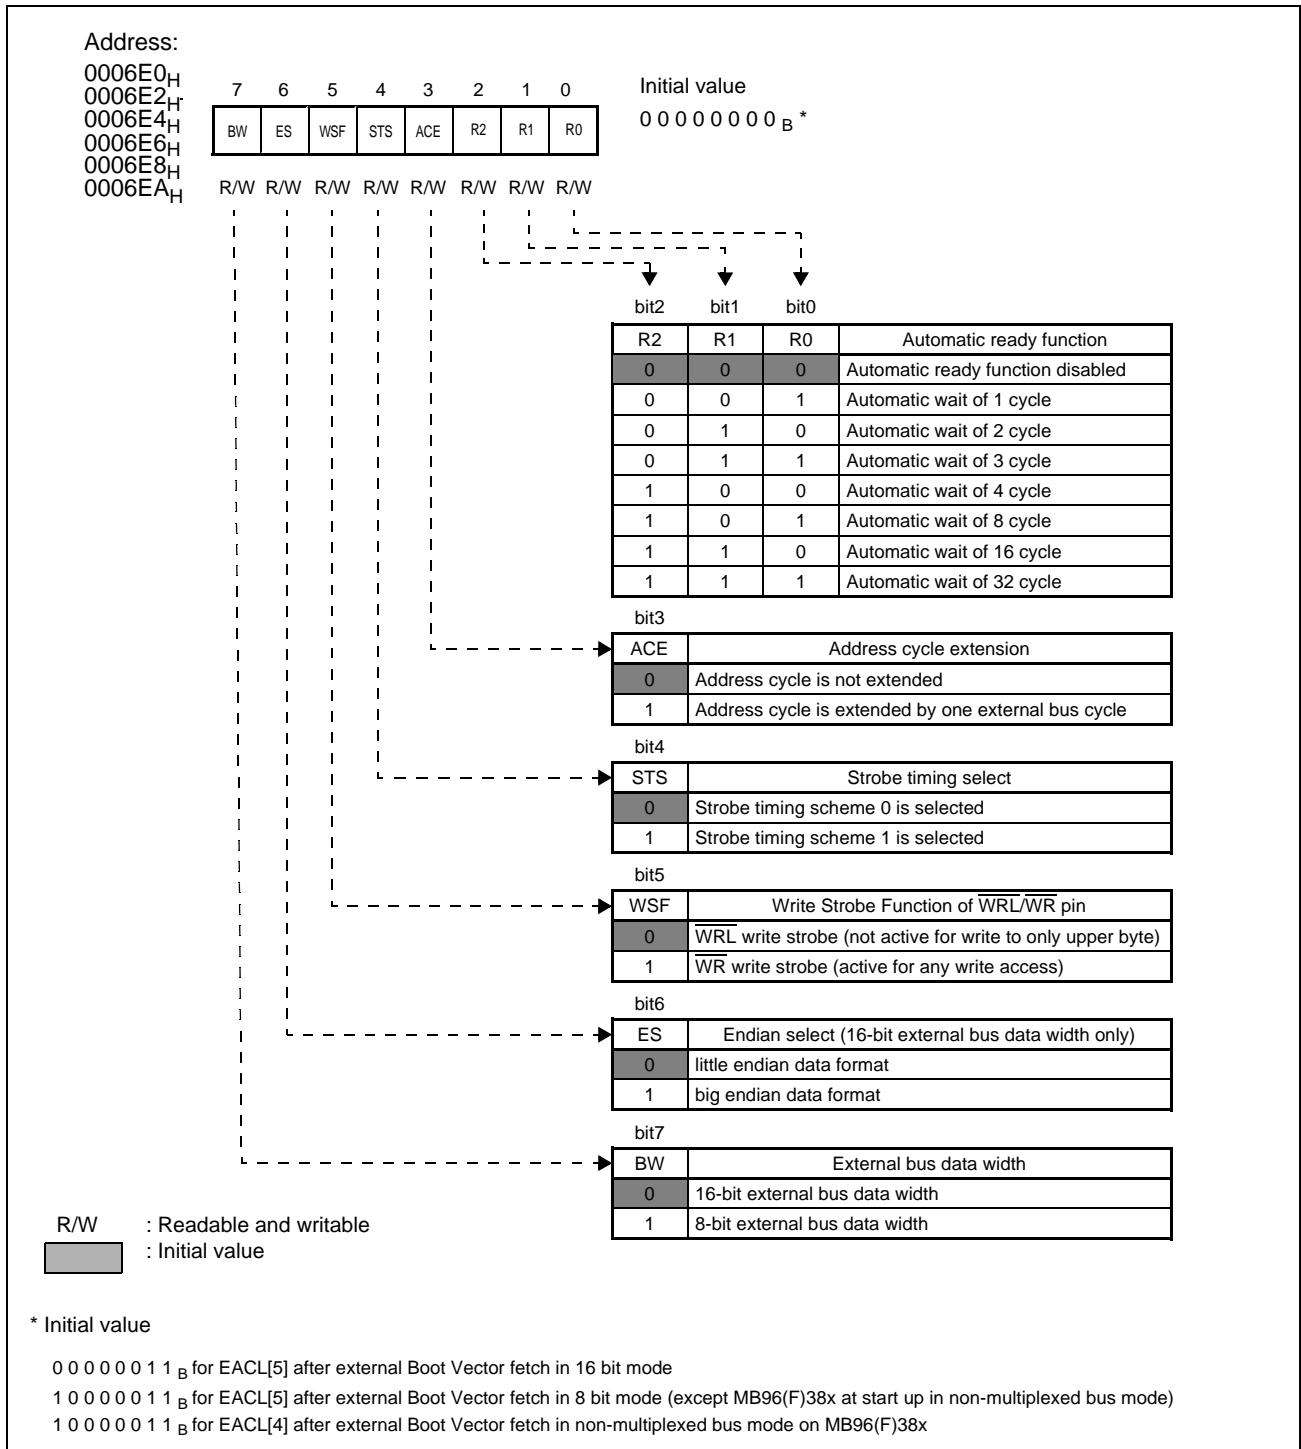 Address:
0006E0H
0006E2H
0006E4H
0006E6H
0006E8H
0006EAH
7 6 5 4 3 2 1 0
BW ES WSF STS ACE R2 R1 R0
R/W R/W R/W R/W R/W R/W R/W R/W
Initial value
0 0 0 0 0 0 0 0 B *
bit2 bit1 bit0
R2 R1 R0 Automatic ready function
0 0 0 Automatic ready function disabled
0 0 1 Automatic wait of 1 cycle
0 1 0 Automatic wait of 2 cycle
0 1 1 Automatic wait of 3 cycle
1 0 0 Automatic wait of 4 cycle
1 0 1 Automatic wait of 8 cycle
1 1 0 Automatic wait of 16 cycle
1 1 1 Automatic wait of 32 cycle
bit3
ACE Address cycle extension
0 Address cycle is not extended
1 Address cycle is extended by one external bus cycle
bit4
STS Strobe timing select
0 Strobe timing scheme 0 is selected
1 Strobe timing scheme 1 is selected
bit5
WSF Write Strobe Function of WRL/WR pin
0 WRL write strobe (not active for write to only upper byte)
1 WR write strobe (active for any write access)
bit6
ES Endian select (16-bit external bus data width only)
0 little endian data format
1 big endian data format
bit7
BW External bus data width
0 16-bit external bus data width
1 8-bit external bus data width
R/W : Readable and writable
: Initial value
* Initial value
0 0 0 0 0 0 1 1 B for EACL[5] after external Boot Vector fetch in 16 bit mode
1 0 0 0 0 0 1 1 B for EACL[5] after external Boot Vector fetch in 8 bit mode (except MB96(F)38x at start up in non-multiplexed bus mode)
1 0 0 0 0 0 1 1 B for EACL[4] after external Boot Vector fetch in non-multiplexed bus mode on MB96(F)38x